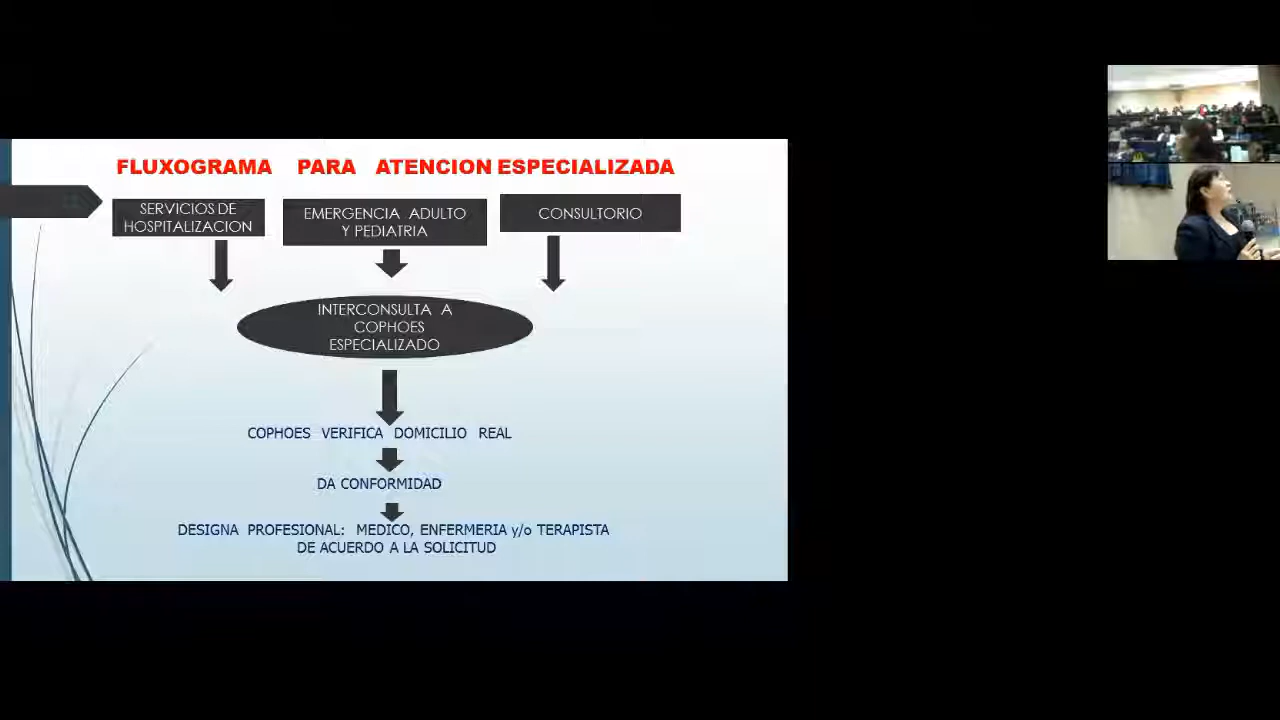 FLUXOGRAMA PARA ATENCION ESPECIALIZADA
SERVICIOS DE
HOSPITALIZACION
EMERGENCIA ADULTO
Y PEDIATRIA
CONSULTORIO
INTERCONSULTA A
COPHOES
ESPECIALIZADO
COPHOES VERIFICA DOMICILIO REAL
DA CONFORMIDAD
DESIGNA PROFESIONAL: MEDICO, ENFERMERIA y/o TERAPISTA
DE ACUERDO A LA SOLICITUD